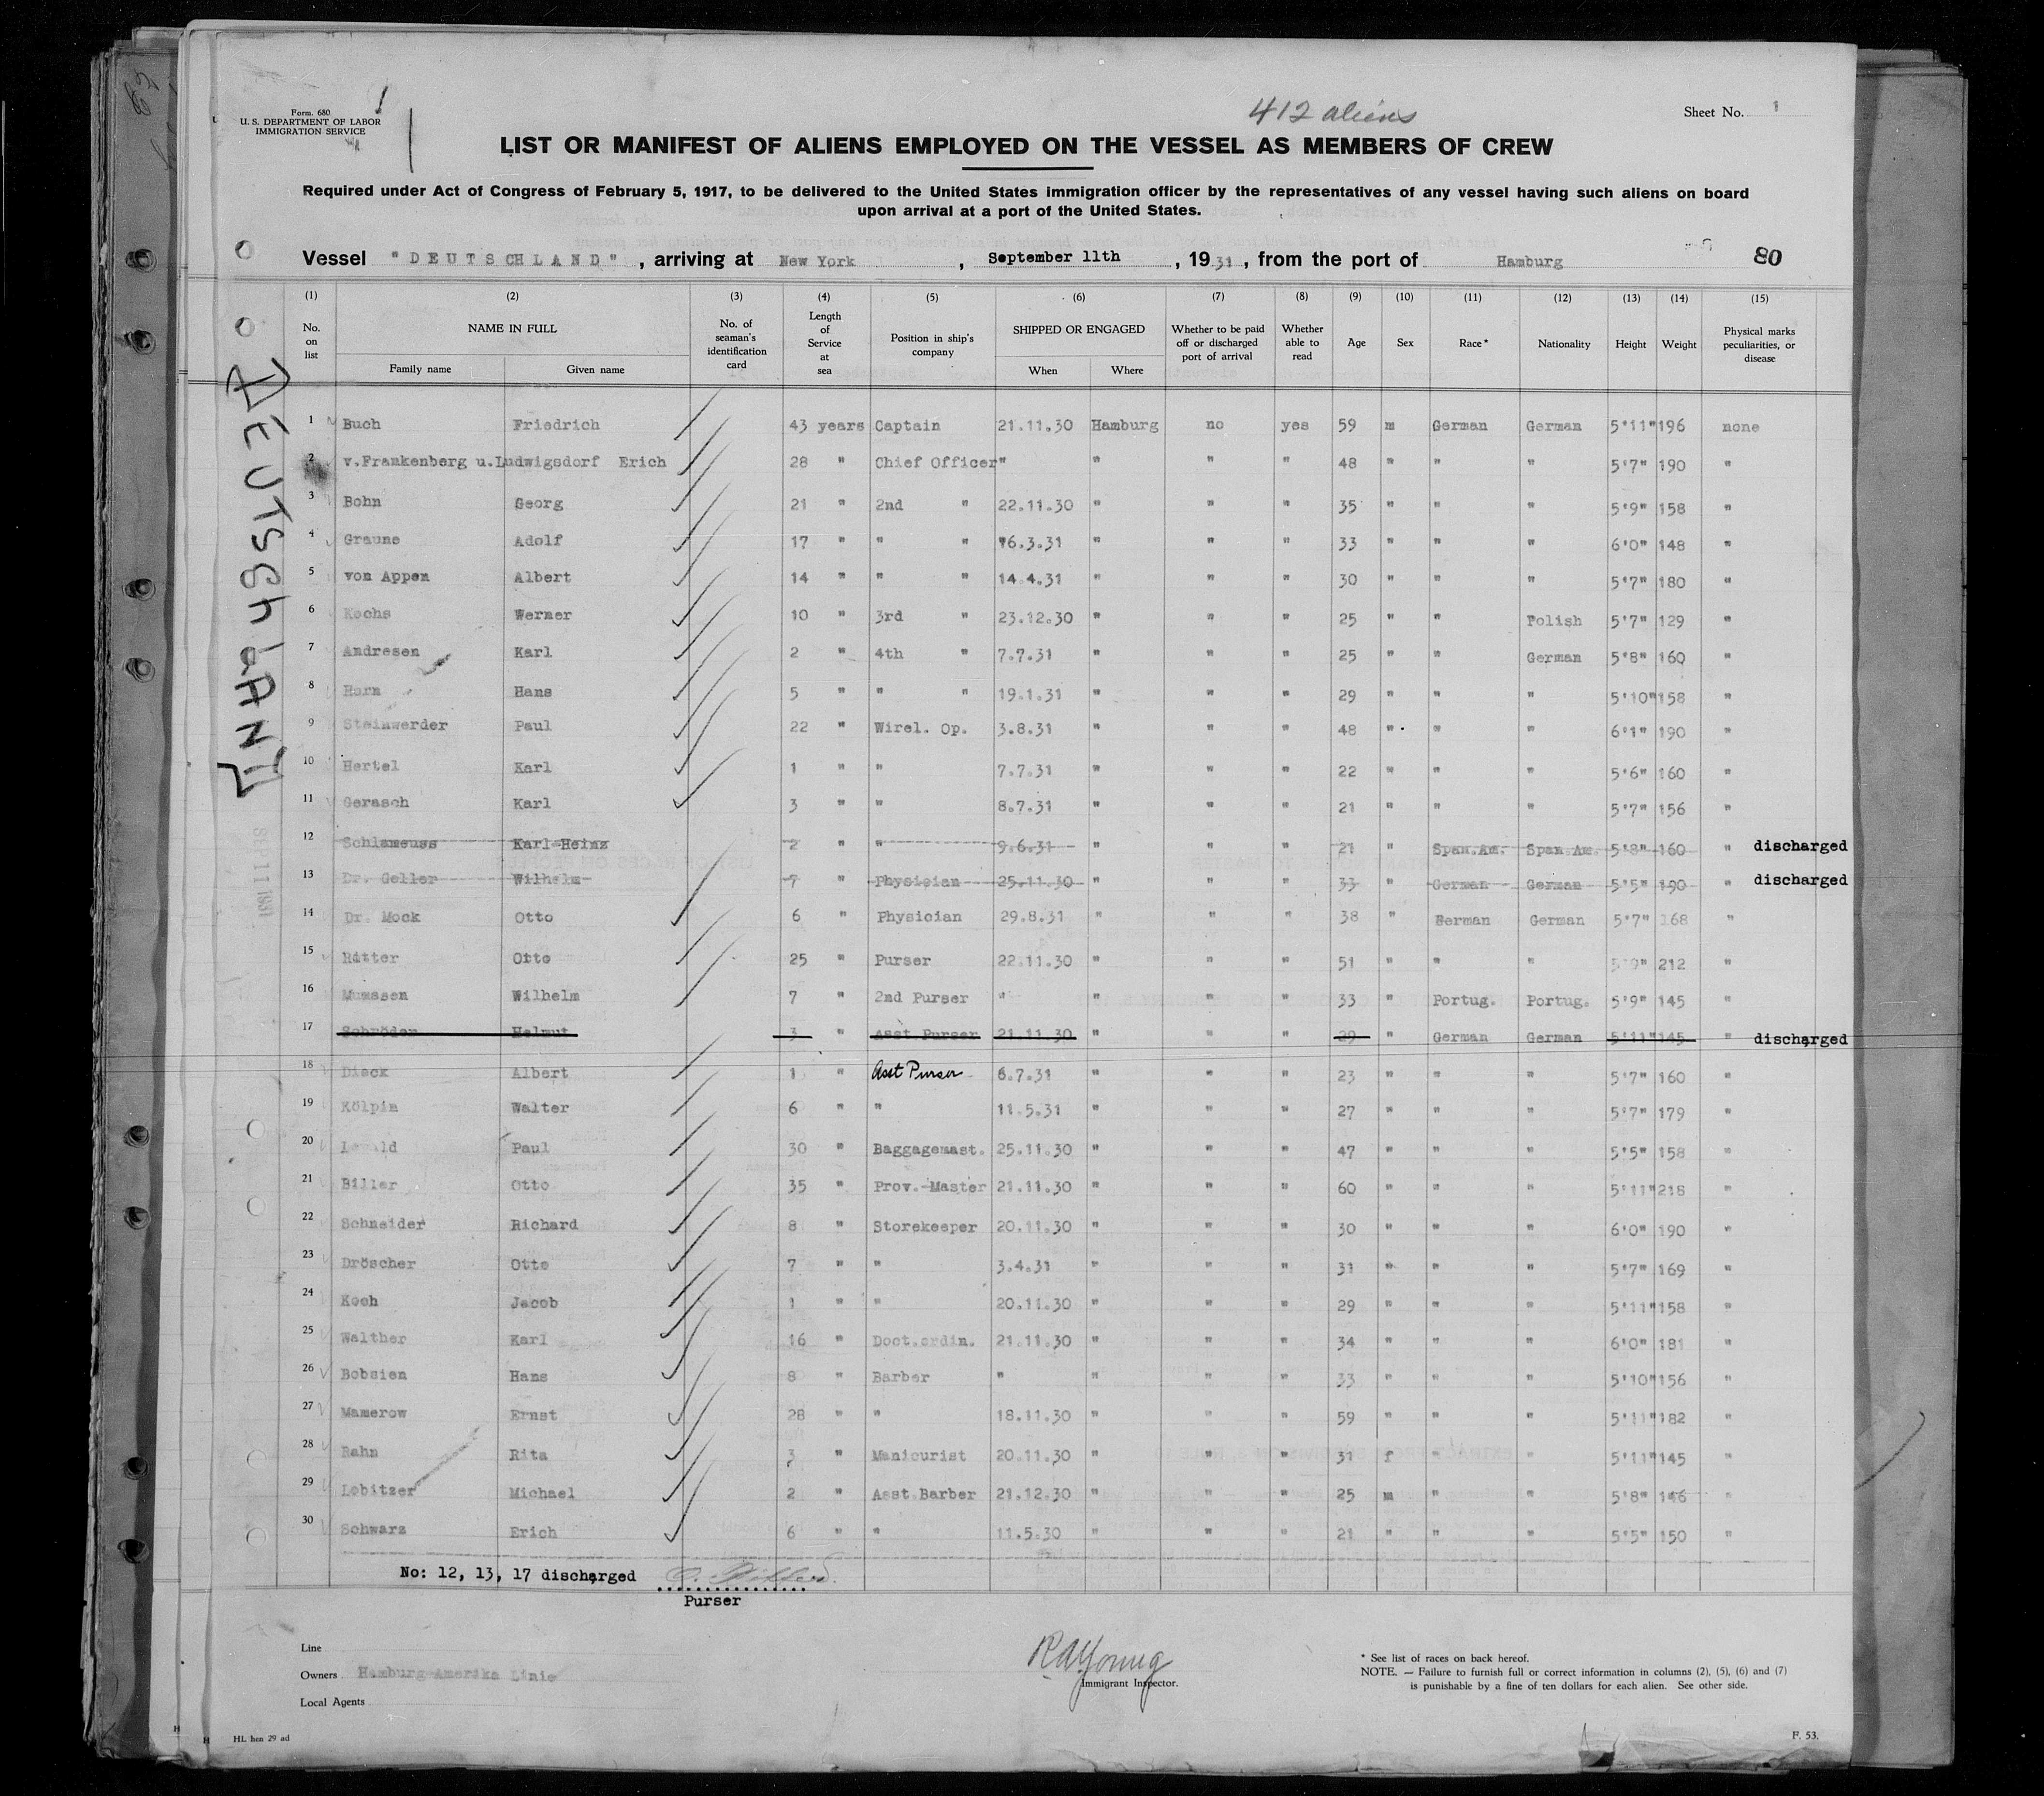 Form. 680
U. S. DEPARTMENT OF LABOR
IMMIGRATION SERVICE
412 aliens
Sheet No. 1
LIST OR MANIFEST OF ALIENS EMPLOYED ON THE VESSEL AS MEMBERS OF CREW
Required under Act of Congress of February 5, 1917, to be delivered to the United States immigration officer by the representatives of any vessel having such aliens on board
upon arrival at a port of the United States.
Vessel "DEUTSCHLAND", arriving at New York, September 11th, 1931, from the port of Hamburg 80
(1) (2) (3) (4) (5) (6) (7) (8) (9) (10) (11) (12) (13) (14) (15)
No. on list NAME IN FULL Family name Given name No. of seaman's identification card Length of Service at sea Position in ship's company SHIPPED OR ENGAGED When Where Whether to be paid off or discharged port of arrival Whether able to read Age Sex Race* Nationality Height Weight Physical marks peculiarities, or disease
DEUTSChLAND
SEP 11 1931
1 Buch Friedrich 43 years Captain 21.11.30 Hamburg no yes 59 m German German 5'11" 196 none
2 v.Frankenberg u.Ludwigsdorf Erich 28 " Chief Officer " " " " 48 " " " 5'7" 190 "
3 Bohn Georg 21 " 2nd " 22.11.30 " " " 35 " " " 5'9" 158 "
4 Graune Adolf 17 " " " 16.3.31 " " " 33 " " " 6'0" 148 "
5 von Appen Albert 14 " " " 14.4.31 " " " 30 " " " 5'7" 180 "
6 Kochs Werner 10 " 3rd " 23.12.30 " " " 25 " " Polish 5'7" 129 "
7 Andresen Karl 2 " 4th " 7.7.31 " " " 25 " " German 5'8" 160 "
8 Horn Hans 5 " " " 19.1.31 " " " 29 " " " 5'10" 158 "
9 Steinwerder Paul 22 " Wirel. Op. 3.8.31 " " " 48 " " " 6'1" 190 "
10 Hertel Karl 1 " " 7.7.31 " " " 22 " " " 5'6" 160 "
11 Gerasch Karl 3 " " 8.7.31 " " " 21 " " " 5'7" 156 "
12 Schlameuss Karl-Heinz 2 " " 9.6.31 " " " 21 " Span.Am. Span.Am. 5'8" 160 " discharged
13 Dr. Geller Wilhelm 7 " Physician 25.11.30 " " " 33 " German German 5'5" 190 " discharged
14 Dr. Mock Otto 6 " Physician 29.8.31 " " " 38 " German German 5'7" 168 "
15 Ritter Otto 25 " Purser 22.11.30 " " " 51 " " " 5'9" 212 "
16 Mumssen Wilhelm 7 " 2nd Purser " " " " 33 " Portug. Portug. 5'9" 145 "
17 Schröder Helmut 3 " Asst.Purser 21.11.30 " " " 29 " German German 5'11" 145 " discharged
18 Dieck Albert 1 " Asst Purser 6.7.31 " " " 23 " " " 5'7" 160 "
19 Kölpin Walter 6 " " 11.5.31 " " " 27 " " " 5'7" 179 "
20 Paul 30 " Baggagemast. 25.11.30 " " " 47 " " " 5'5" 158 "
21 Biller Otto 35 " Prov.-Master 21.11.30 " " " 60 " " " 5'11" 218 "
22 Schneider Richard 8 " Storekeeper 20.11.30 " " " 30 " " " 6'0" 190 "
23 Dröscher Otto 7 " " 3.4.31 " " " 31 " " " 5'7" 169 "
24 Koch Jacob 1 " " 20.11.30 " " " 29 " " " 5'11" 158 "
25 Walther Karl 16 " Doct.ordin. 21.11.30 " " " 34 " " " 6'0" 181 "
26 Bobsien Hans 8 " Barber " " " " 33 " " " 5'10" 156 "
27 Mamerow Ernst 28 " " 18.11.30 " " " 59 " " " 5'11" 182 "
28 Rahn Rita 3 " Manicurist 20.11.30 " " " 31 f " " 5'11" 145 "
29 Lobitzer Michael 2 " Asst.Barber 21.12.30 " " " 25 m " " 5'8" 146 "
30 Schwarz Erich 6 " " 11.5.30 " " " 21 " " " 5'5" 150 "
No: 12, 13, 17 discharged
Purser
Line
Owners Hamburg-Amerika Linie
Local Agents
RA Young
Immigrant Inspector.
* See list of races on back hereof.
NOTE. — Failure to furnish full or correct information in columns (2), (5), (6) and (7)
is punishable by a fine of ten dollars for each alien. See other side.
HL hen 29 ad
F. 53.